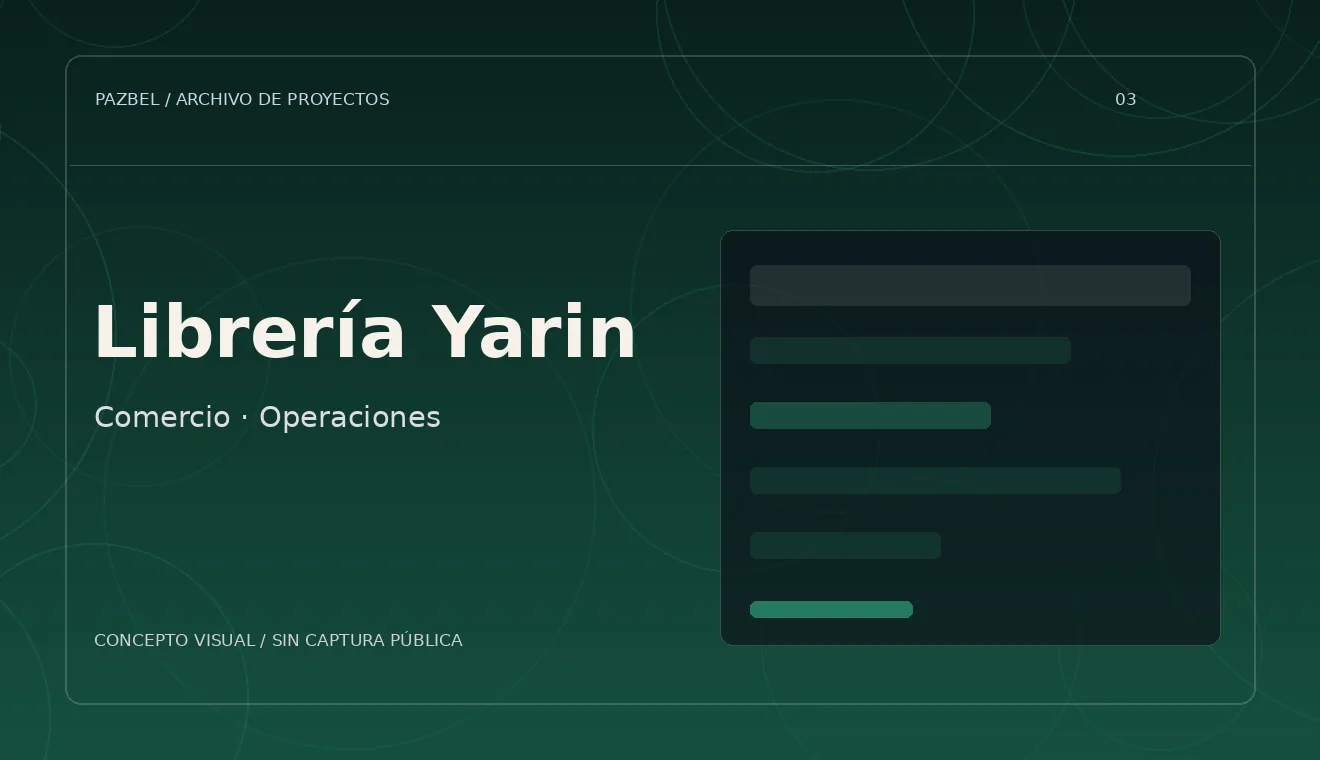 PAZBEL / ARCHIVO DE PROYECTOS
03
Librería Yarin
Comercio · Operaciones
CONCEPTO VISUAL / SIN CAPTURA PÚBLICA